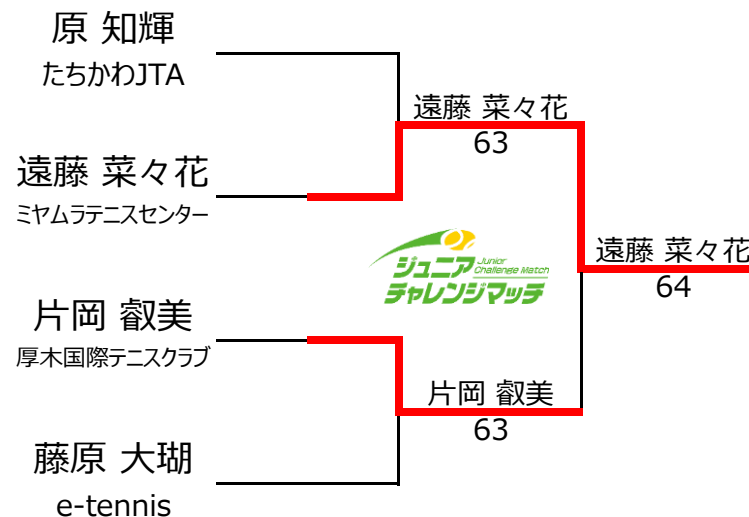 原 知輝
たちかわJTA
遠藤 菜々花
63
遠藤 菜々花
ミヤムラテニスセンター
ジュニア
Junior
Challenge Match
チャレンジマッチ
遠藤 菜々花
64
片岡 叡美
厚木国際テニスクラブ
片岡 叡美
63
藤原 大瑚
e-tennis